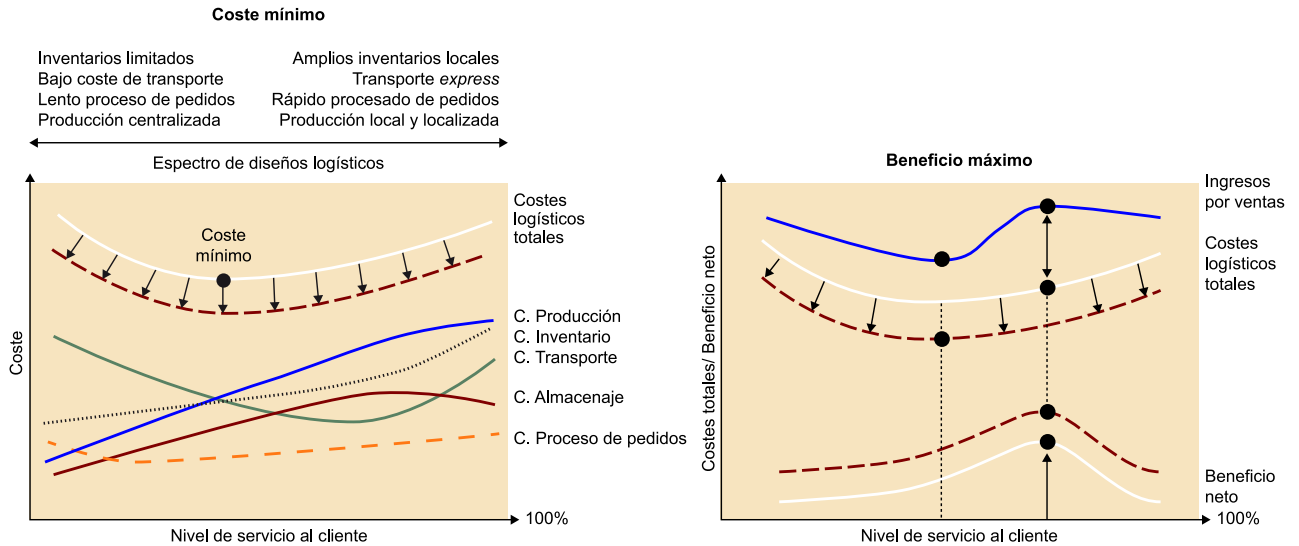 Coste mínimo
Inventarios limitados
Bajo coste de transporte
Lento proceso de pedidos
Producción centralizada
Amplios inventarios locales
Transporte express
Rápido procesado de pedidos
Producción local y localizada
Espectro de diseños logísticos
Coste
Coste
mínimo
Costes
logísticos
totales
C. Producción
C. Inventario
C. Transporte
C. Almacenaje
C. Proceso de pedidos
100%
Nivel de servicio al cliente
Beneficio máximo
Costes totales/ Beneficio neto
Ingresos
por ventas
Costes
logísticos
totales
Beneficio
neto
100%
Nivel de servicio al cliente